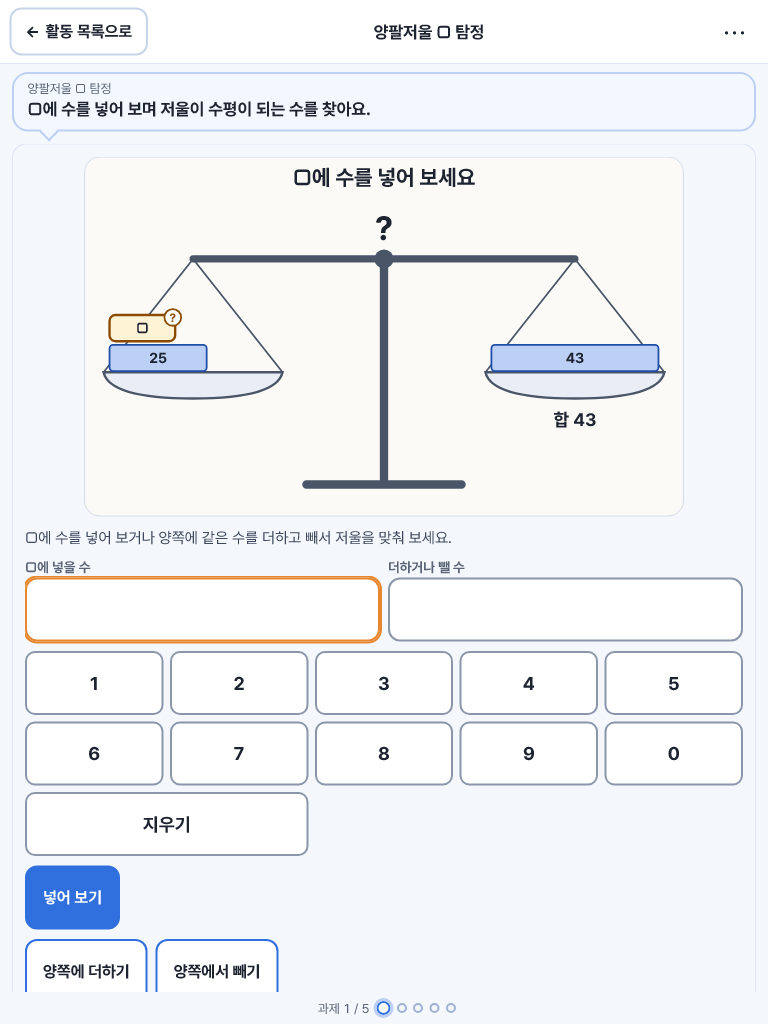 ← 활동 목록으로
양팔저울 □ 탐정
...
양팔저울 □ 탐정
□에 수를 넣어 보며 저울이 수평이 되는 수를 찾아요.
□에 수를 넣어 보세요
?
□ ?
25
43
합 43
□에 수를 넣어 보거나 양쪽에 같은 수를 더하고 빼서 저울을 맞춰 보세요.
□에 넣을 수 더하거나 뺄 수
1 2 3 4 5
6 7 8 9 0
지우기
넣어 보기
양쪽에 더하기 양쪽에서 빼기
과제 1 / 5